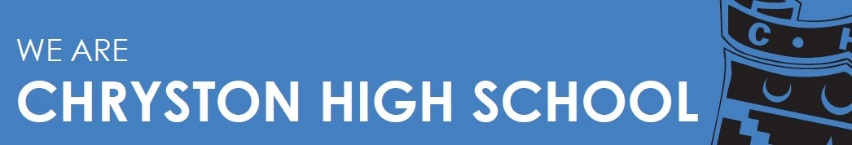 WE ARE
CHRYSTON HIGH SCHOOL
C • H